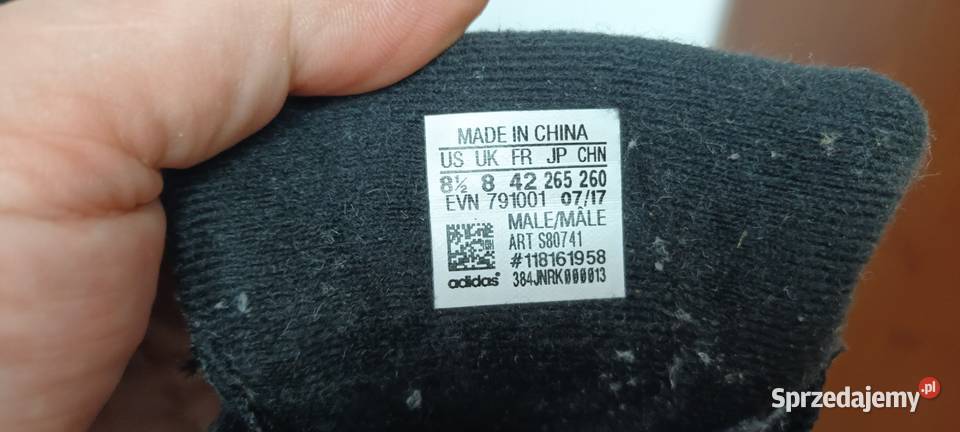 MADE IN CHINA
US UK FR JP CHN
8½ 8 42 265 260
EVN 791001 07/17
MALE/MÂLE
ART S80741
#118161958
adidas® 384JNRK000013
Sprzedajemy.pl